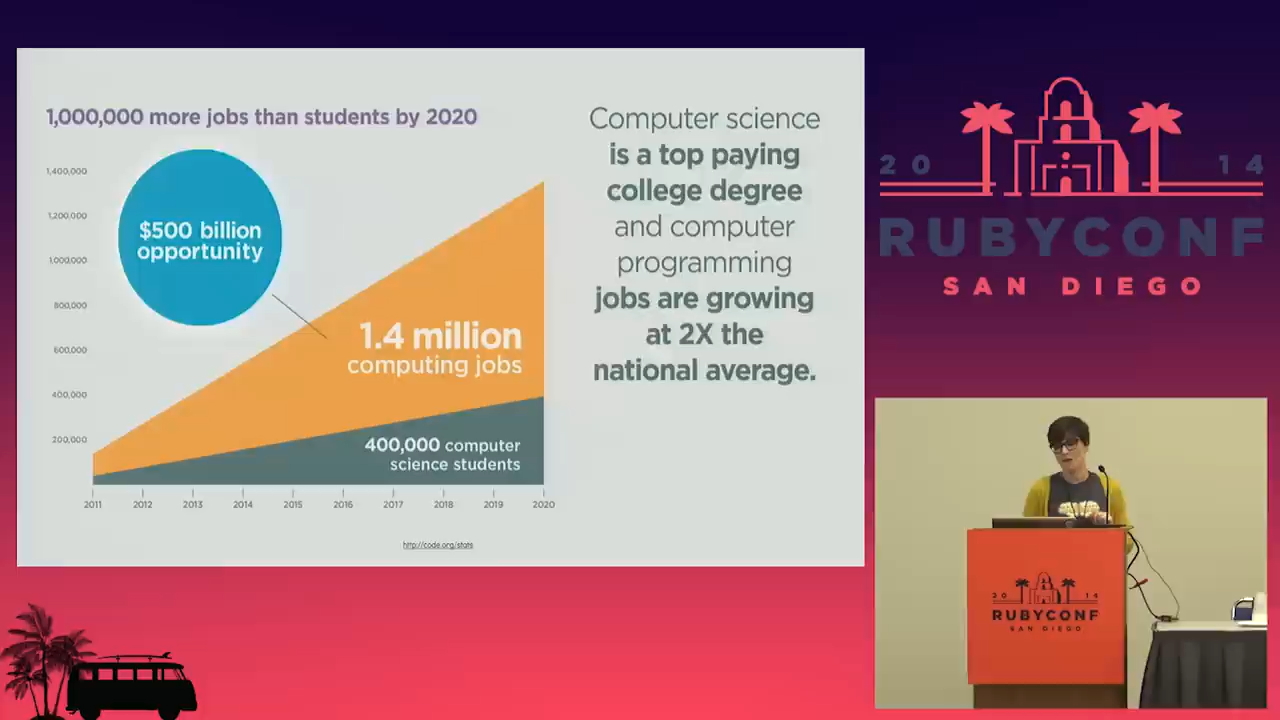 1,000,000 more jobs than students by 2020
1,400,000
1,200,000
1,000,000
800,000
600,000
400,000
200,000
$500 billion
opportunity
1.4 million
computing jobs
400,000 computer
science students
2011 2012 2013 2014 2015 2016 2017 2018 2019 2020
http://code.org/stats
Computer science
is a top paying
college degree
and computer
programming
jobs are growing
at 2X the
national average.
20 14
RUBYCONF
SAN DIEGO
20 14
RUBYCONF
SAN DIEGO